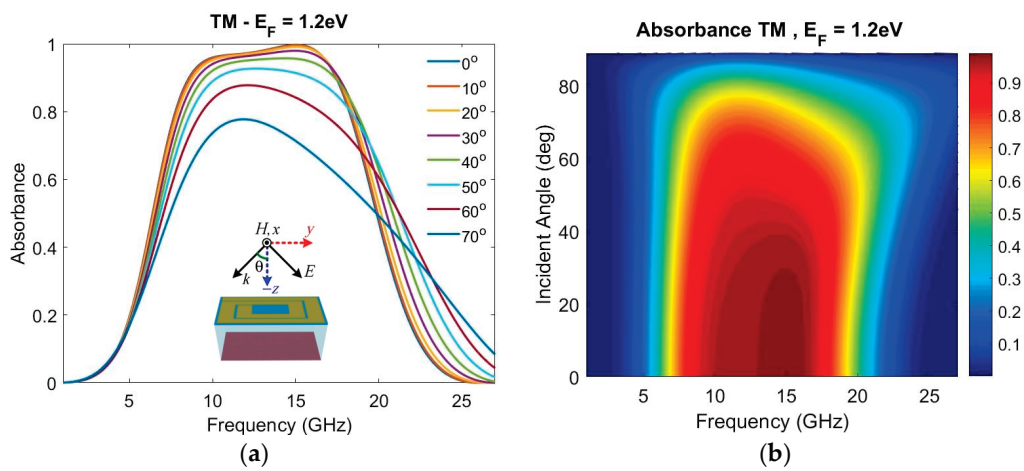 TM - E_F = 1.2eV
Absorbance
1
0.8
0.6
0.4
0.2
0
5
10
15
20
25
Frequency (GHz)
0°
10°
20°
30°
40°
50°
60°
70°
H,x
y
θ
k
E
-z
(a)
Absorbance TM , E_F = 1.2eV
Incident Angle (deg)
80
60
40
20
0
5
10
15
20
25
Frequency (GHz)
0.9
0.8
0.7
0.6
0.5
0.4
0.3
0.2
0.1
(b)